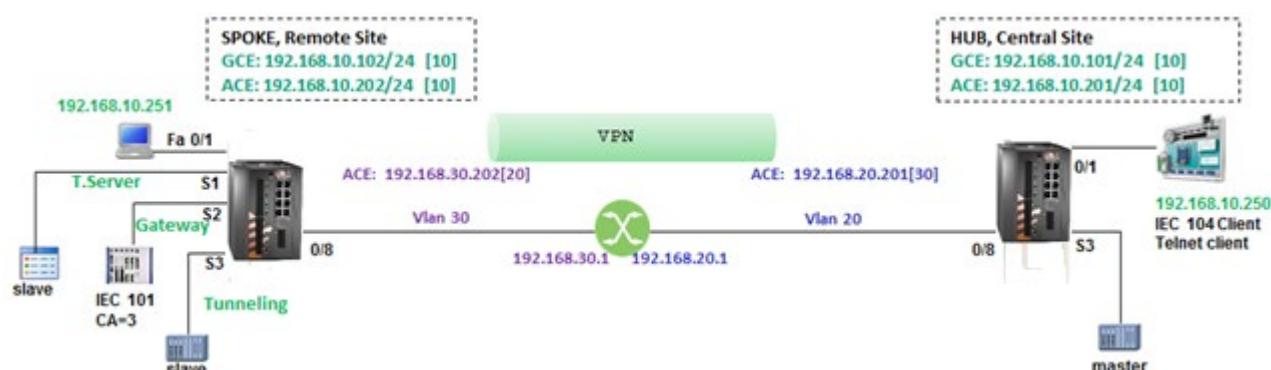 SPOKE, Remote Site
GCE: 192.168.10.102/24 [10]
ACE: 192.168.10.202/24 [10]
HUB, Central Site
GCE: 192.168.10.101/24 [10]
ACE: 192.168.10.201/24 [10]
192.168.10.251
Fa 0/1
VPN
T.Server
S1
ACE: 192.168.30.202[20]
ACE: 192.168.20.201[30]
0/1
S2
Gateway
Vlan 30
Vlan 20
192.168.10.250
IEC 104 Client
Telnet client
S3
0/8
192.168.30.1
192.168.20.1
0/8
S3
slave
IEC 101
CA=3
Tunneling
slave
master